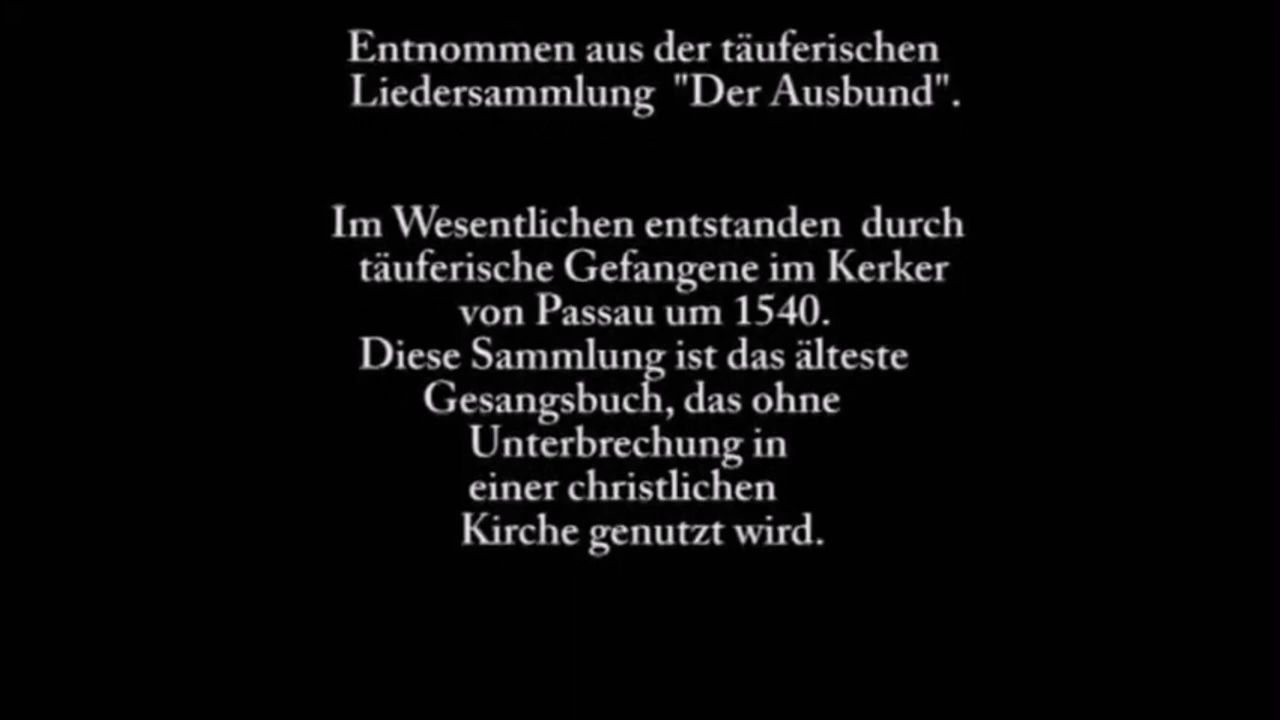 Entnommen aus der täuferischen
Liedersammlung "Der Ausbund".
Im Wesentlichen entstanden durch
täuferische Gefangene im Kerker
von Passau um 1540.
Diese Sammlung ist das älteste
Gesangsbuch, das ohne
Unterbrechung in
einer christlichen
Kirche genutzt wird.